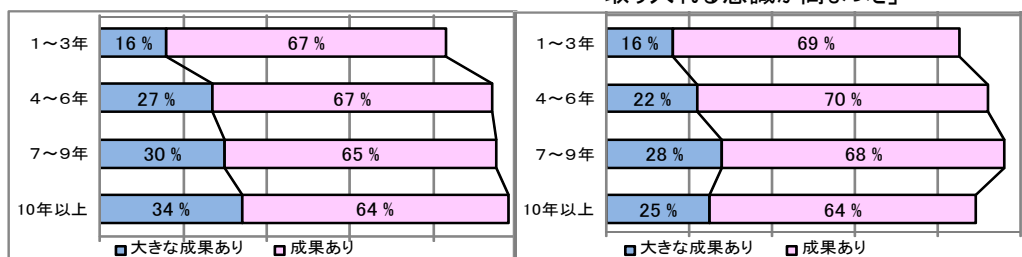 1～3年 16% 67%
4～6年 27% 67%
7～9年 30% 65%
10年以上 34% 64%
大きな成果あり 成果あり
1～3年 16% 69%
4～6年 22% 70%
7～9年 28% 68%
10年以上 25% 64%
大きな成果あり 成果あり